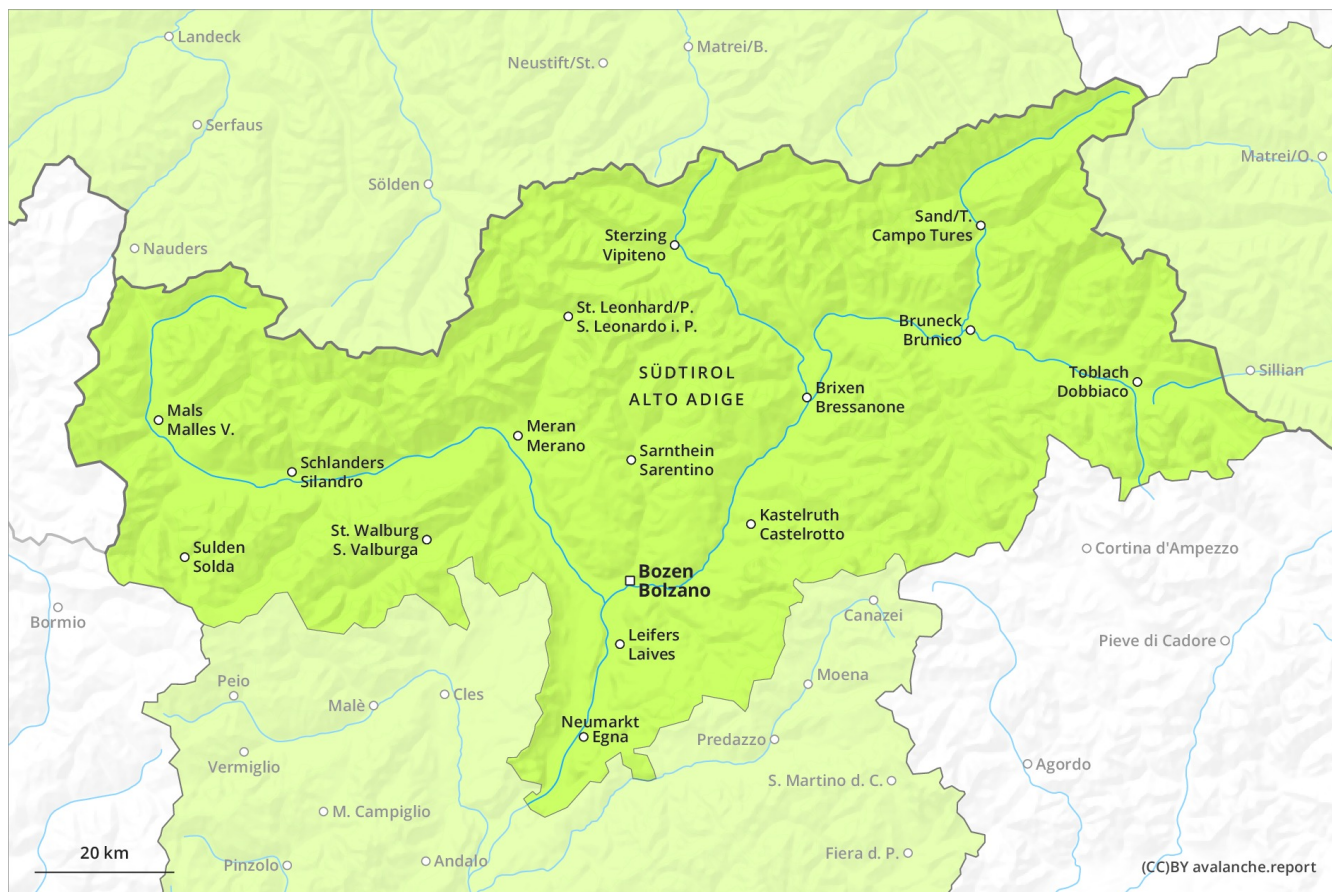 Landeck
Matrei/B.
Neustift/St.
Serfaus
Matrei/O.
Sölden
Sand/T.
Campo Tures
Sterzing
Vipiteno
Nauders
St. Leonhard/P.
S. Leonardo i. P.
Bruneck
Brunico
SÜDTIROL
ALTO ADIGE
Toblach
Dobbiaco
Sillian
Brixen
Bressanone
Mals
Malles V.
Meran
Merano
Sarnthein
Sarentino
Schlanders
Silandro
Kastelruth
Castelrotto
St. Walburg
S. Valburga
Sulden
Solda
Cortina d'Ampezzo
Bozen
Bolzano
Bormio
Canazei
Leifers
Laives
Pieve di Cadore
Peio
Moena
Malè
Cles
Neumarkt
Egna
Predazzo
Vermiglio
Agordo
S. Martino d. C.
M. Campiglio
20 km
Pinzolo
Andalo
Fiera d. P.
(CC)BY avalanche.report